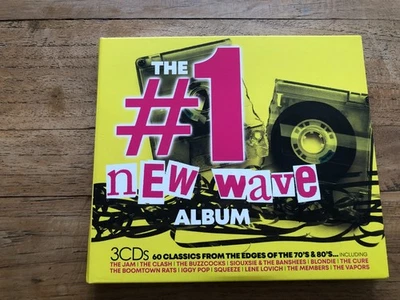 THE
#1
new wave
ALBUM
3CDs 60 CLASSICS FROM THE EDGES OF THE 70'S & 80'S... INCLUDING
THE JAM | THE CLASH | THE BUZZCOCKS | SIOUXSIE & THE BANSHEES | BLONDIE | THE CURE
THE BOOMTOWN RATS | IGGY POP | SQUEEZE | LENE LOVICH | THE MEMBERS | THE VAPORS